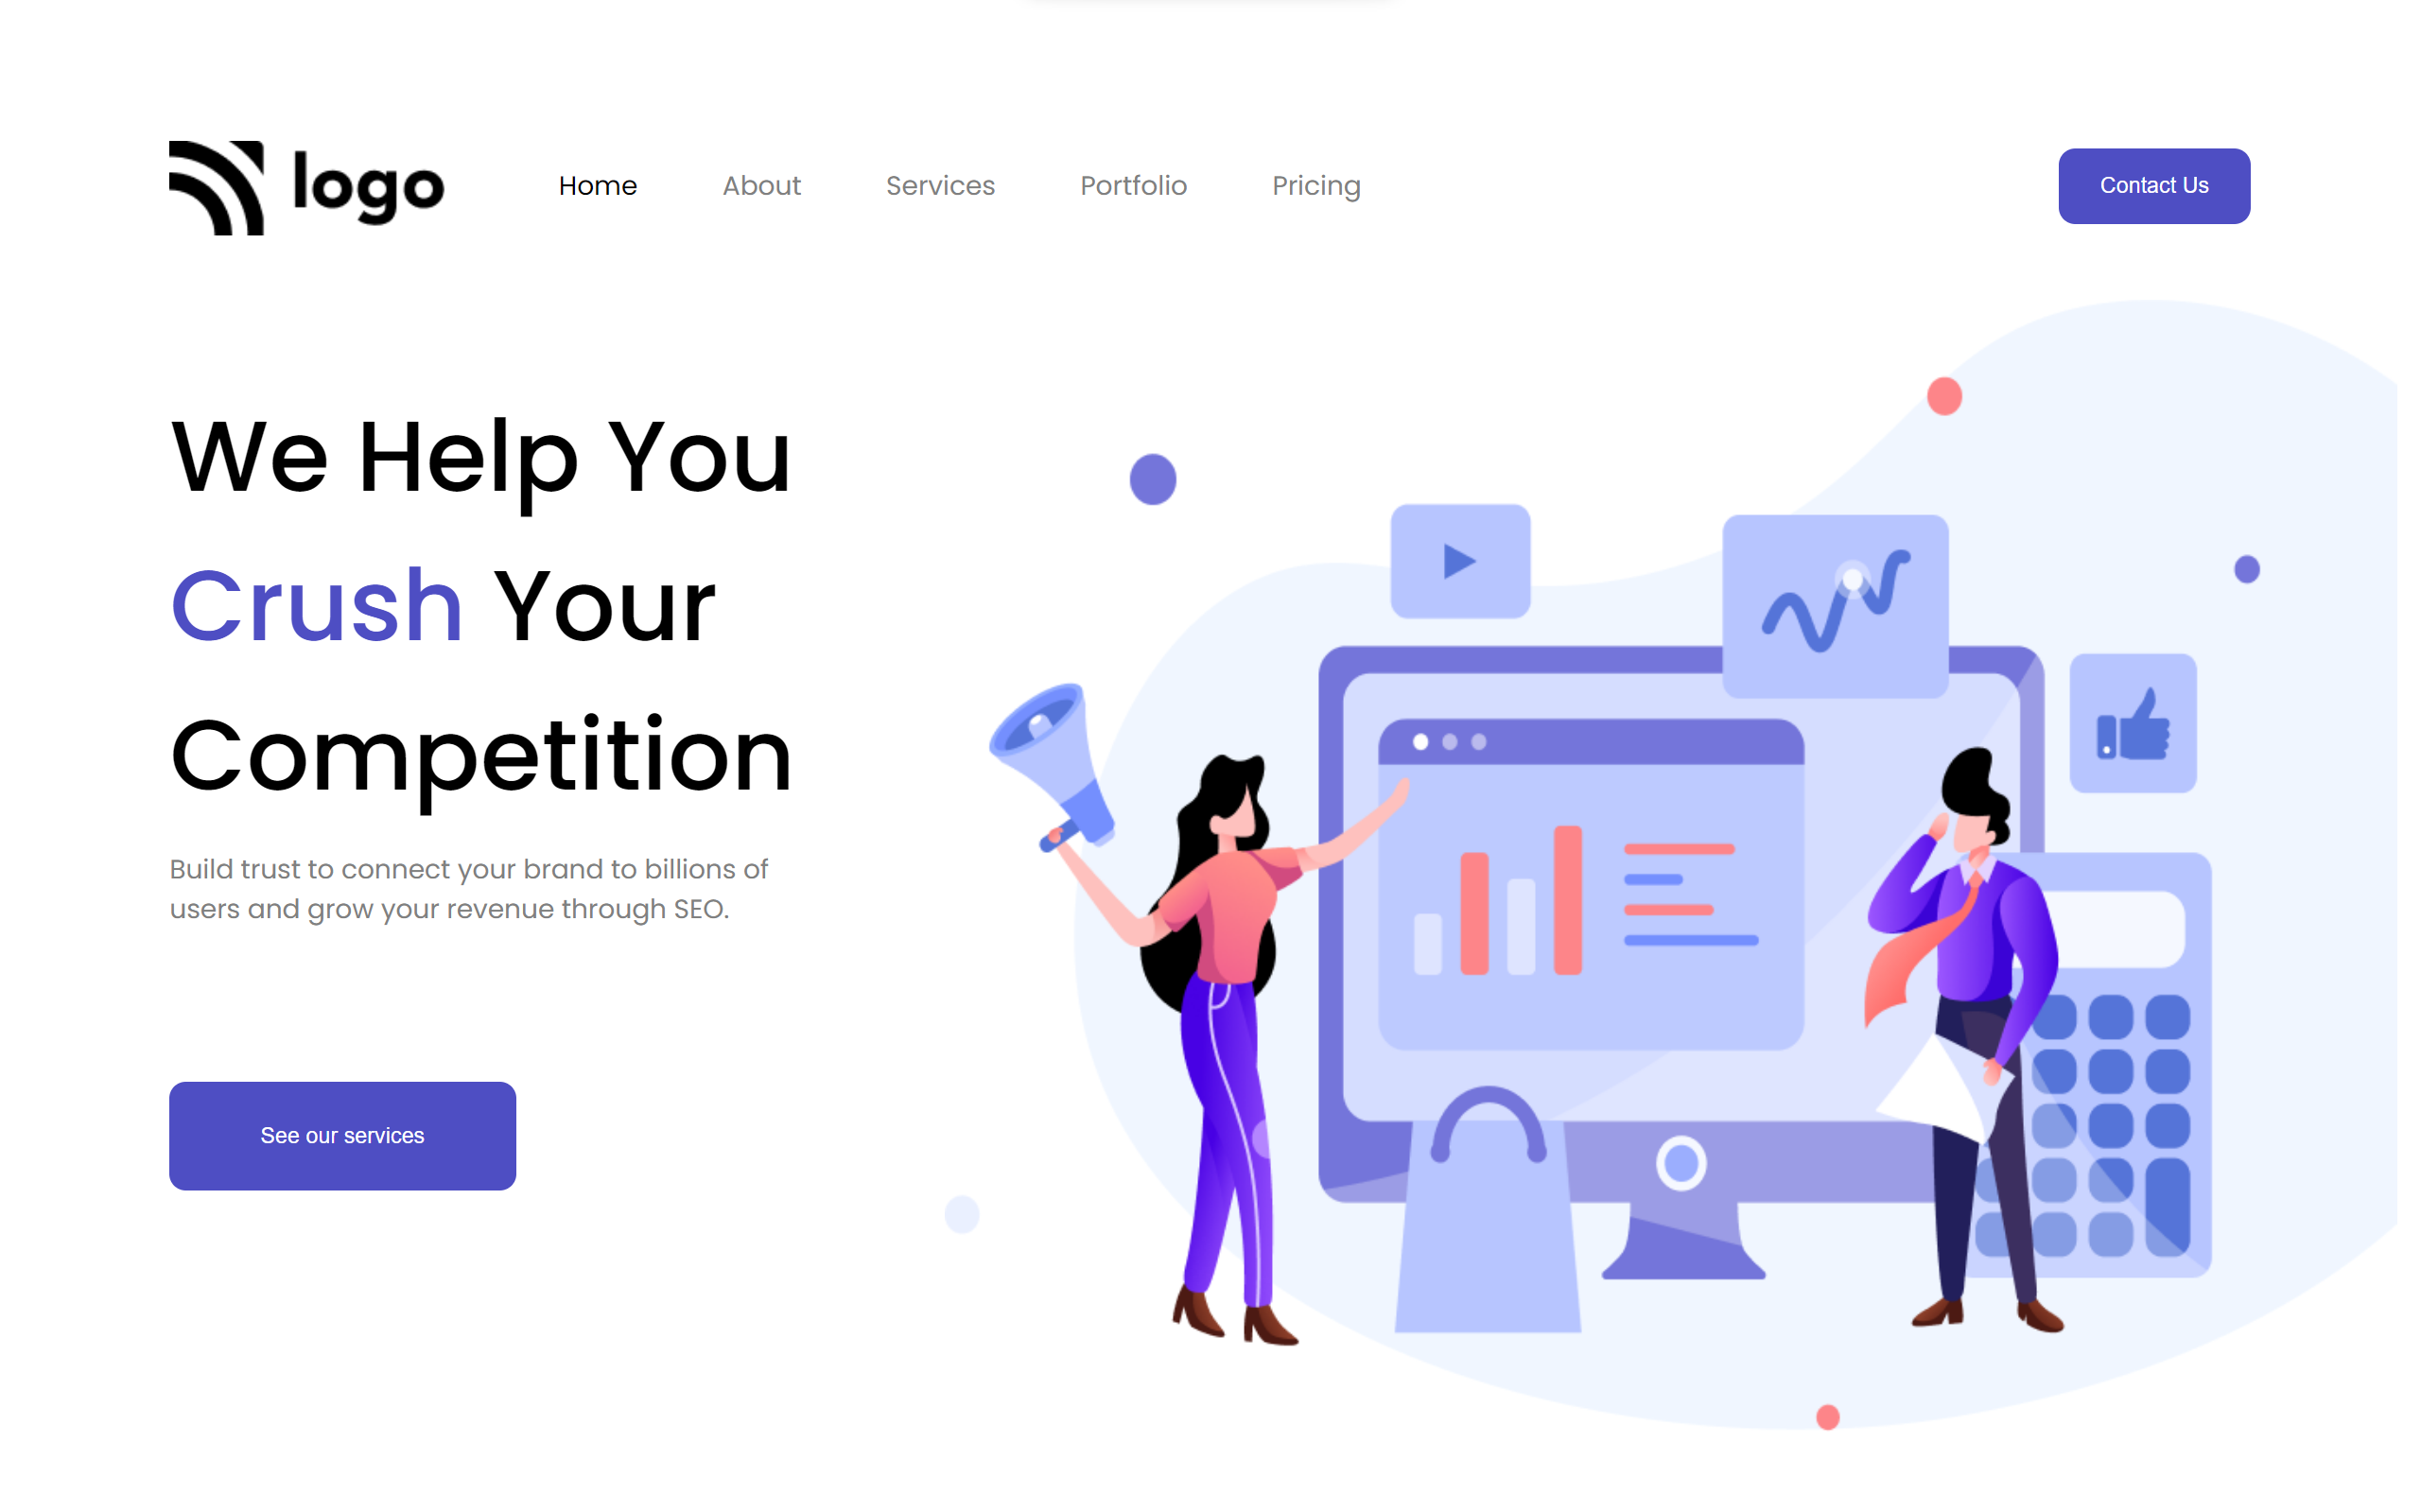 logo
Home About Services Portfolio Pricing
Contact Us
We Help You
Crush Your
Competition
Build trust to connect your brand to billions of
users and grow your revenue through SEO.
See our services